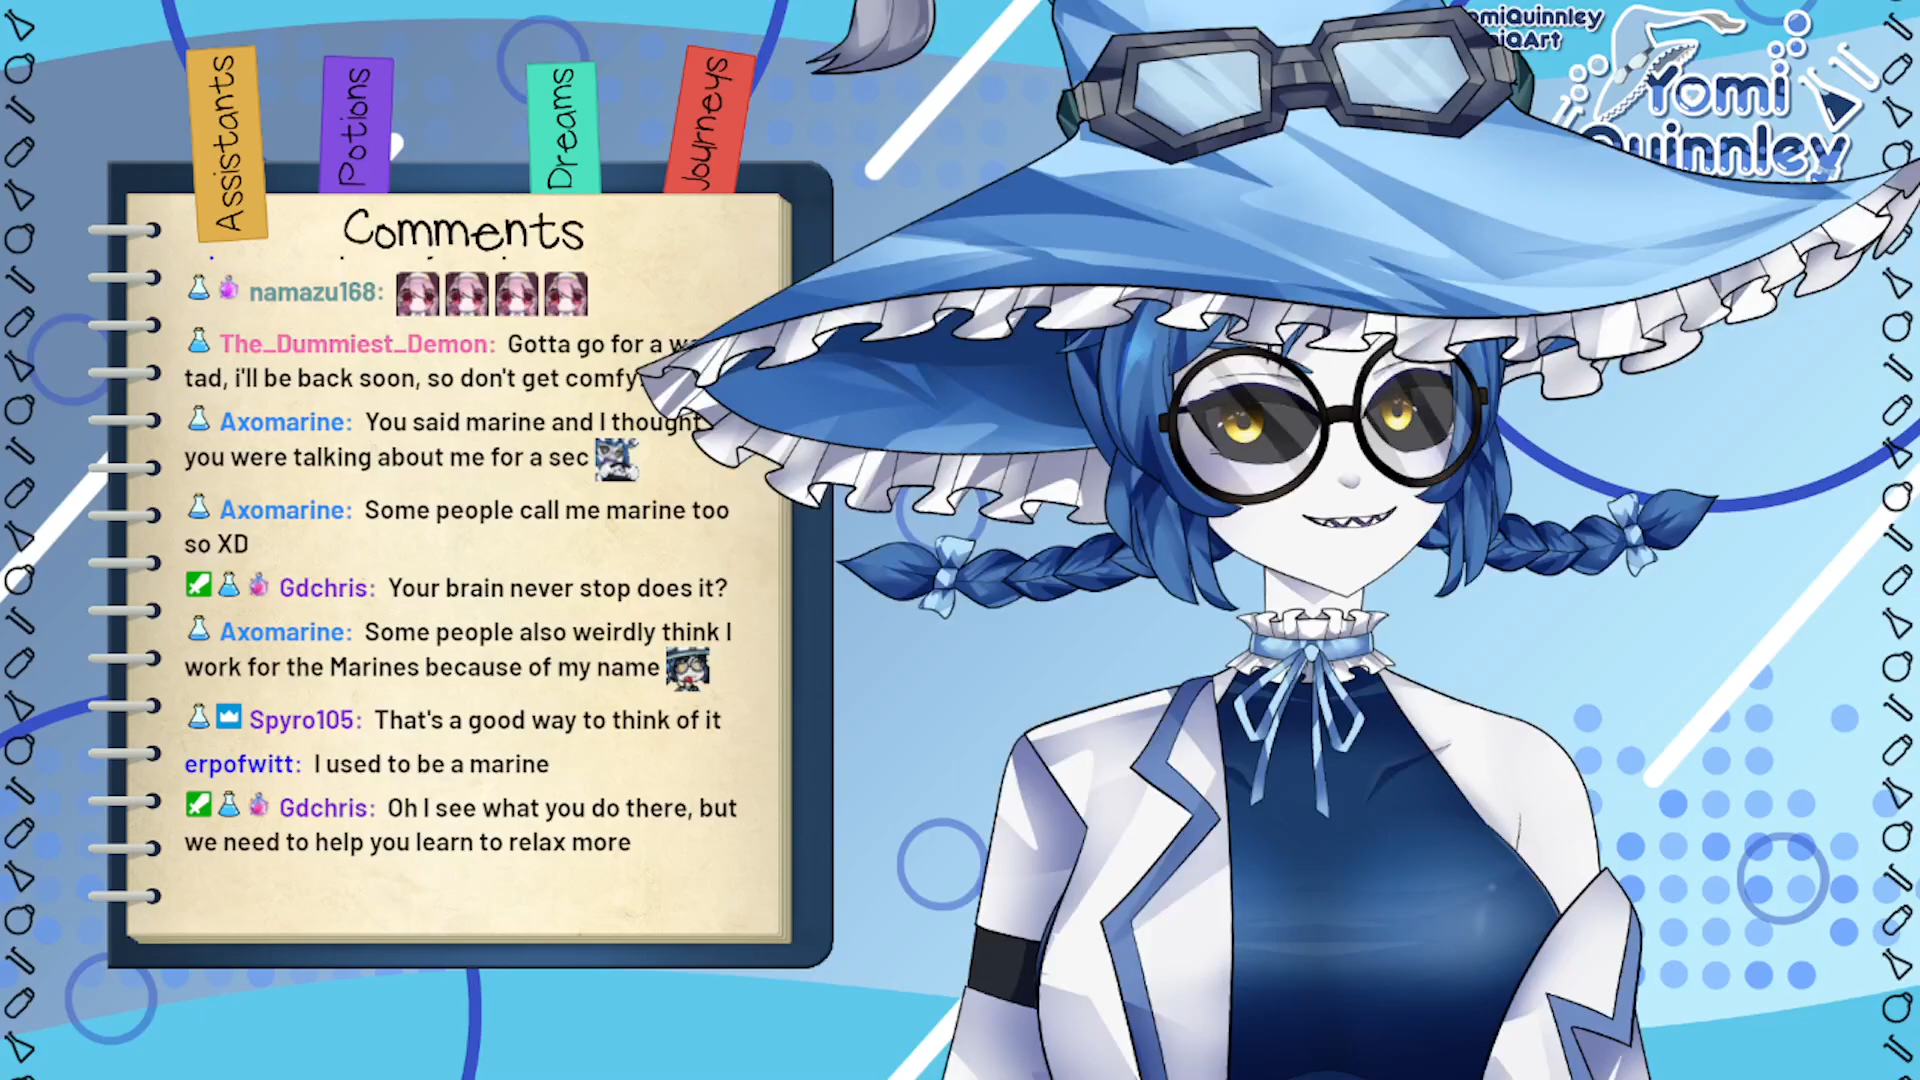 Assistants
Potions
Dreams
Journeys
Comments
namazu168:
The_Dummiest_Demon: Gotta go for a
tad, i'll be back soon, so don't get comfy
Axomarine: You said marine and I thought
you were talking about me for a sec
Axomarine: Some people call me marine too
so XD
Gdchris: Your brain never stop does it?
Axomarine: Some people also weirdly think I
work for the Marines because of my name
Spyro105: That's a good way to think of it
erpofwitt: I used to be a marine
Gdchris: Oh I see what you do there, but
we need to help you learn to relax more
Yomi
Quinnley